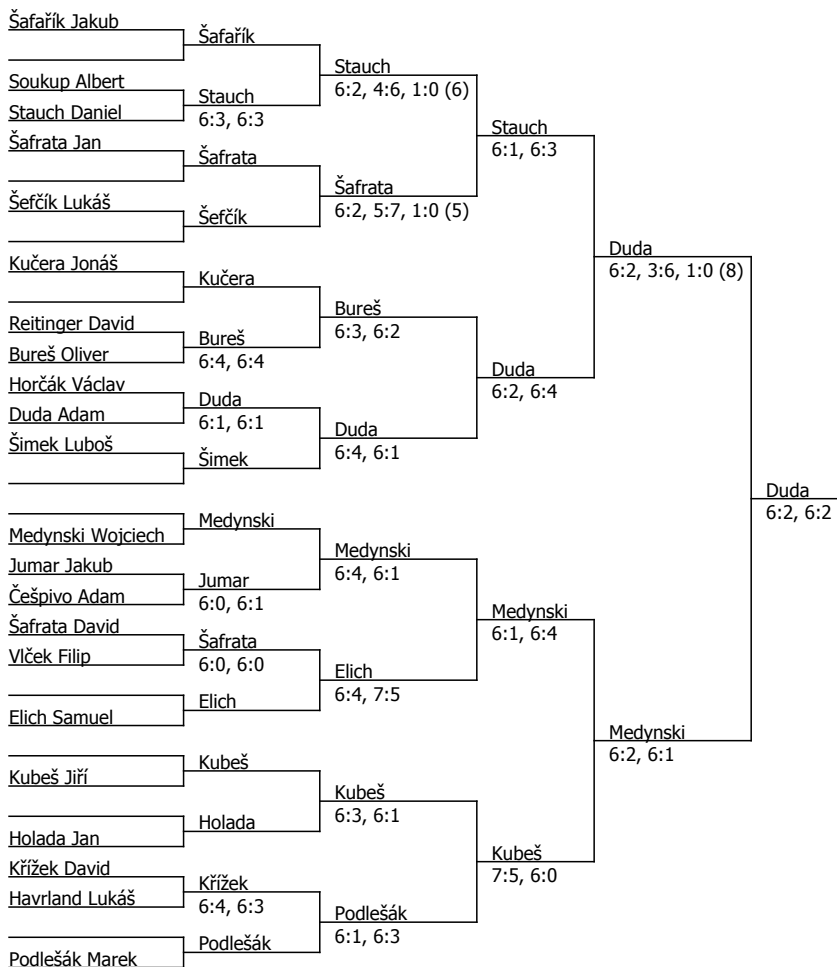 Šafařík Jakub
Soukup Albert
Stauch Daniel
Šafrata Jan
Šefčík Lukáš
Kučera Jonáš
Reitinger David
Bureš Oliver
Horčák Václav
Duda Adam
Šimek Luboš
Medynski Wojciech
Jumar Jakub
Češpivo Adam
Šafrata David
Vlček Filip
Elich Samuel
Kubeš Jiří
Holada Jan
Křížek David
Havrland Lukáš
Podlešák Marek
Šafařík
Stauch
6:3, 6:3
Šafrata
Šefčík
Kučera
Bureš
6:4, 6:4
Duda
6:1, 6:1
Šimek
Medynski
Jumar
6:0, 6:1
Šafrata
6:0, 6:0
Elich
Kubeš
Holada
Křížek
6:4, 6:3
Podlešák
Stauch
6:2, 4:6, 1:0 (6)
Šafrata
6:2, 5:7, 1:0 (5)
Bureš
6:3, 6:2
Duda
6:4, 6:1
Medynski
6:4, 6:1
Elich
6:4, 7:5
Kubeš
6:3, 6:1
Podlešák
6:1, 6:3
Stauch
6:1, 6:3
Duda
6:2, 6:4
Medynski
6:1, 6:4
Kubeš
7:5, 6:0
Duda
6:2, 3:6, 1:0 (8)
Medynski
6:2, 6:1
Duda
6:2, 6:2